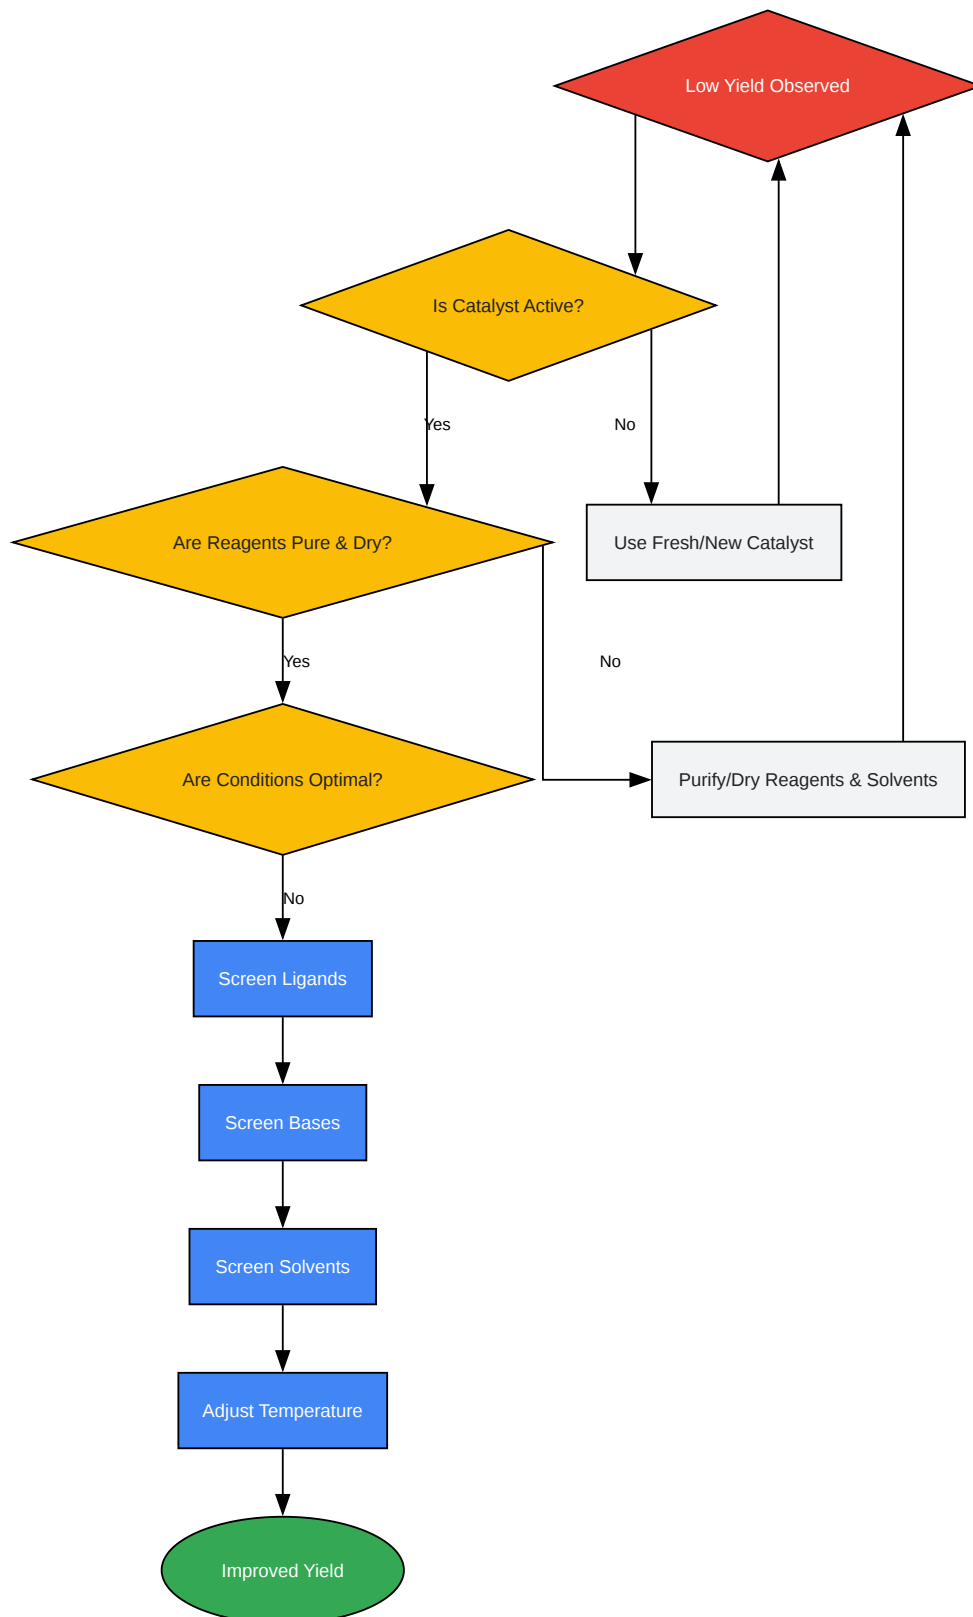 Low Yield Observed
Is Catalyst Active?
Yes
No
Are Reagents Pure & Dry?
Use Fresh/New Catalyst
Yes
No
Are Conditions Optimal?
Purify/Dry Reagents & Solvents
No
Screen Ligands
Screen Bases
Screen Solvents
Adjust Temperature
Improved Yield